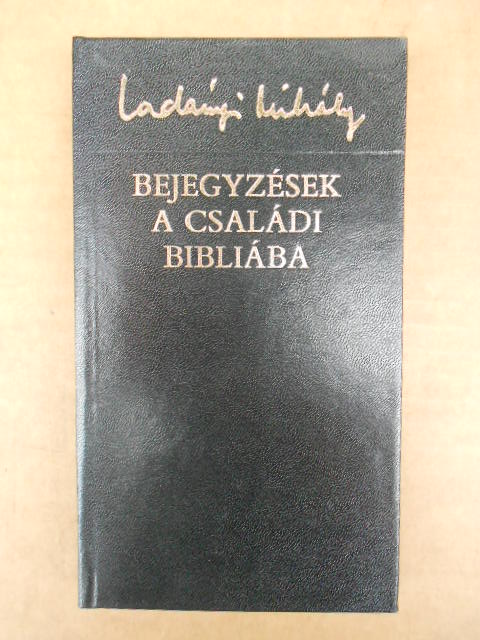 Ladányi Mihály
BEJEGYZÉSEK
A CSALÁDI
BIBLIÁBA